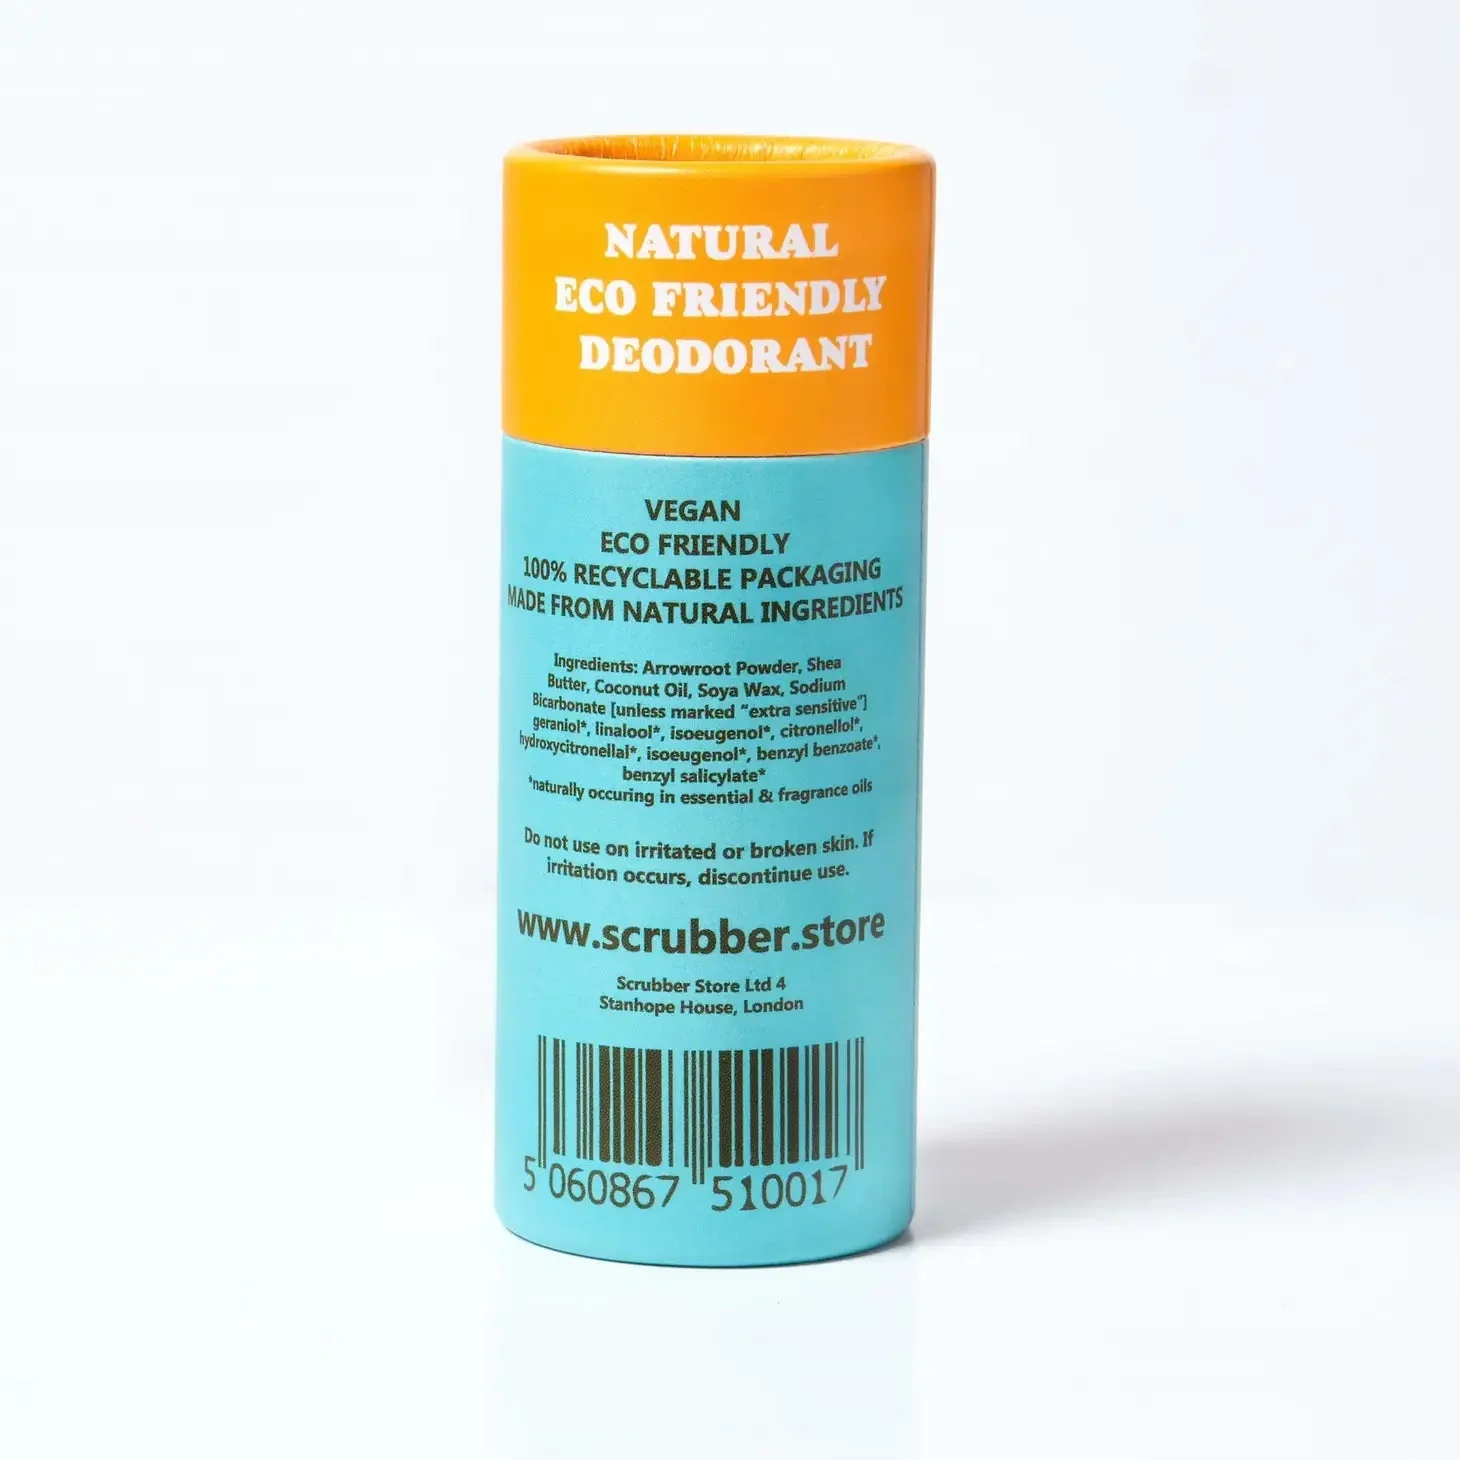 NATURAL
ECO FRIENDLY
DEODORANT
VEGAN
ECO FRIENDLY
100% RECYCLABLE PACKAGING
MADE FROM NATURAL INGREDIENTS
Ingredients: Arrowroot Powder, Shea
Butter, Coconut Oil, Soya Wax, Sodium
Bicarbonate [unless marked "extra sensitive"]
geraniol*, linalool*, isoeugenol*, citronellol*,
hydroxycitronellal*, isoeugenol*, benzyl benzoate*,
benzyl salicylate*
*naturally occuring in essential & fragrance oils
Do not use on irritated or broken skin. If
irritation occurs, discontinue use.
www.scrubber.store
Scrubber Store Ltd 4
Stanhope House, London
5 060867 510017